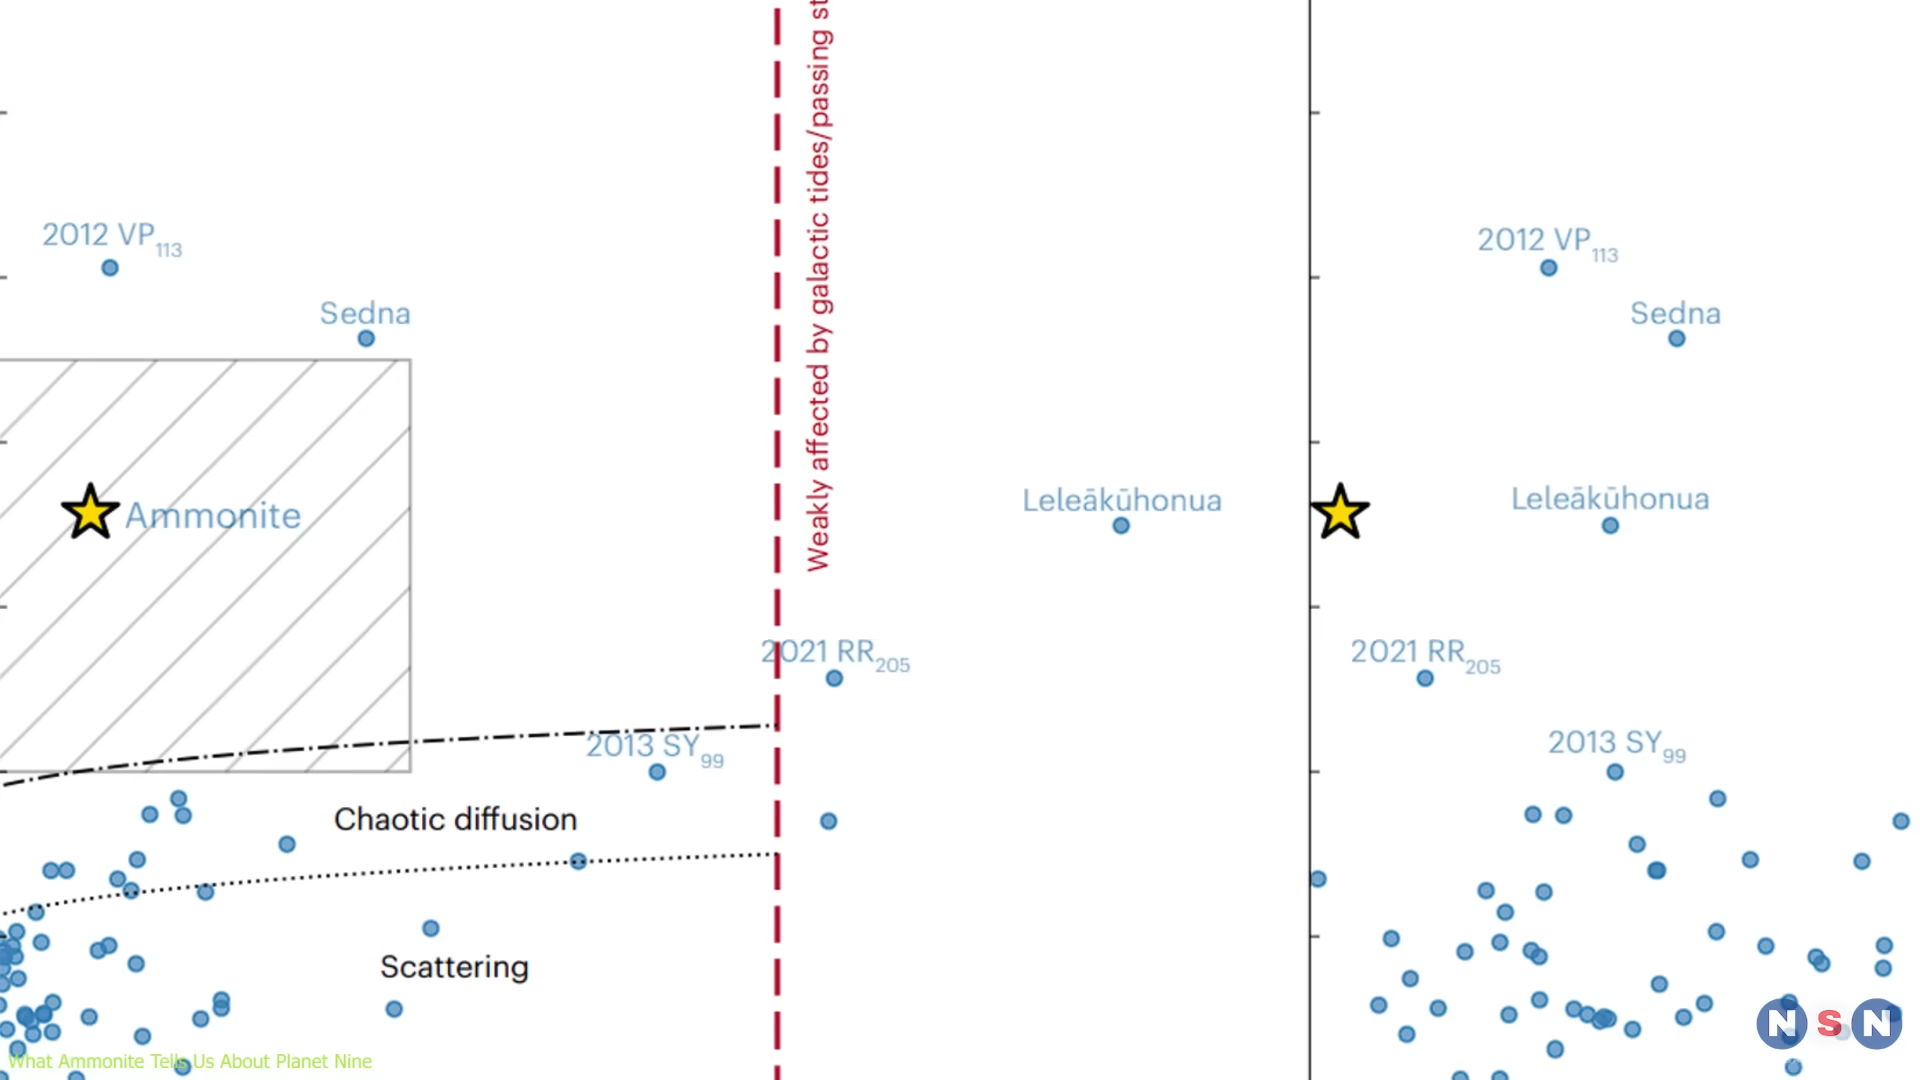 Weakly affected by galactic tides/passing
2012 VP113
Sedna
Ammonite
Leleākūhonua
2021 RR205
2013 SY99
Chaotic diffusion
Scattering
2012 VP113
Sedna
Leleākūhonua
2021 RR205
2013 SY99
NSN
What Ammonite Tells Us About Planet Nine